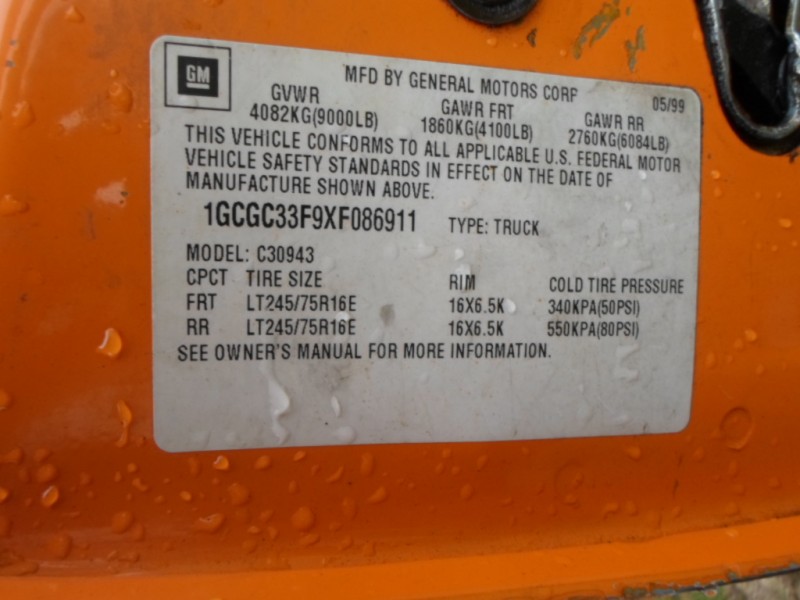 GM
MFD BY GENERAL MOTORS CORP 05/99
GVWR GAWR FRT GAWR RR
4082KG(9000LB) 1860KG(4100LB) 2760KG(6084LB)
THIS VEHICLE CONFORMS TO ALL APPLICABLE U.S. FEDERAL MOTOR
VEHICLE SAFETY STANDARDS IN EFFECT ON THE DATE OF
MANUFACTURE SHOWN ABOVE.
1GCGC33F9XF086911 TYPE: TRUCK
MODEL: C30943
CPCT TIRE SIZE RIM COLD TIRE PRESSURE
FRT LT245/75R16E 16X6.5K 340KPA(50PSI)
RR LT245/75R16E 16X6.5K 550KPA(80PSI)
SEE OWNER'S MANUAL FOR MORE INFORMATION.